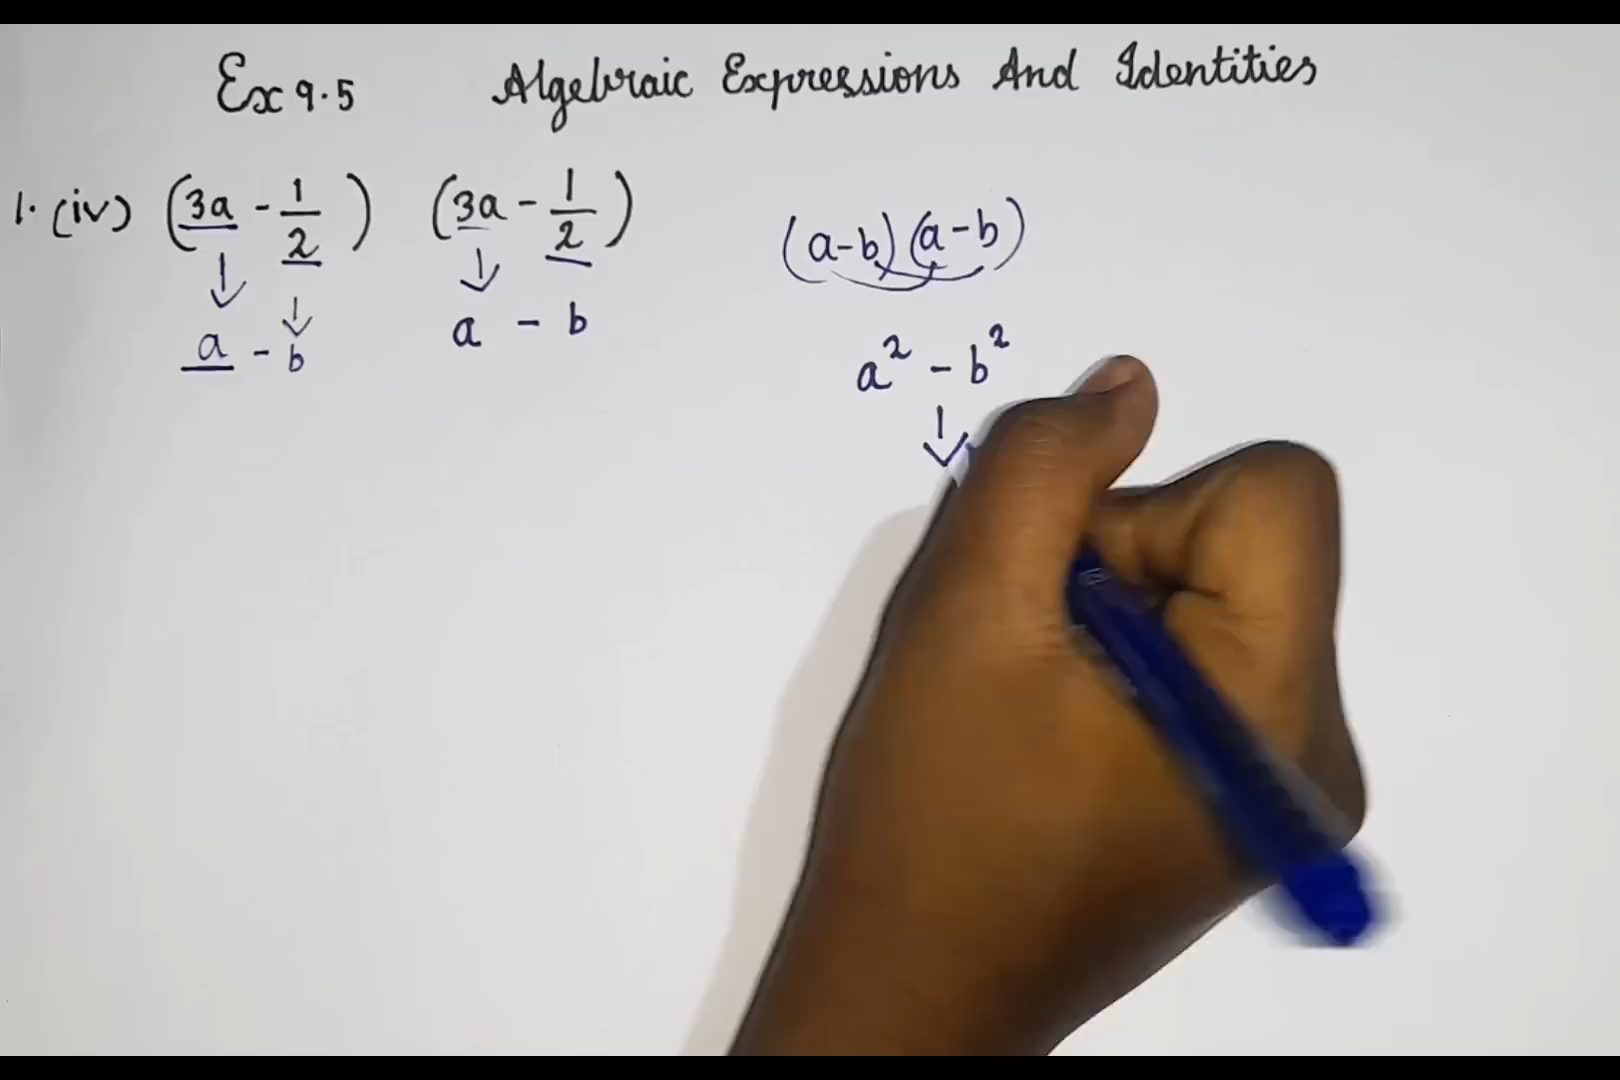 Ex 9.5 Algebraic Expressions And Identities
1. (iv) (3a - 1/2) (3a - 1/2)
(a-b)(a-b)
a - b a - b
a² - b²